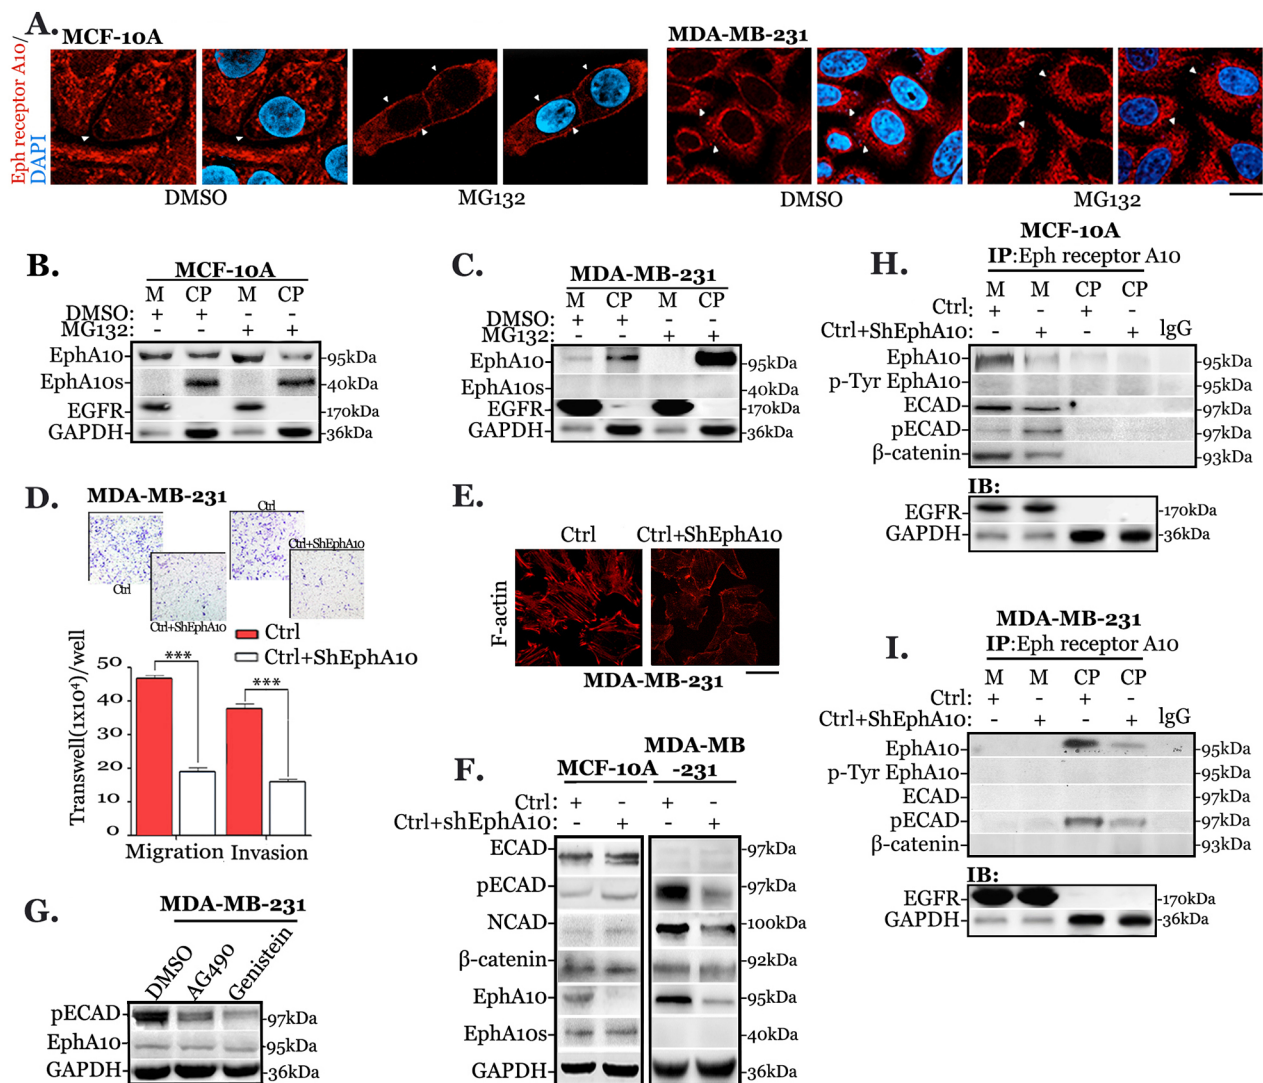 A.
MCF-10A
MDA-MB-231
Eph receptor A10/
DAPI
DMSO
MG132
DMSO
MG132
B.
MCF-10A
M CP M CP
DMSO: + + - -
MG132: - - + +
EphA10 -95kDa
EphA10s -40kDa
EGFR -170kDa
GAPDH -36kDa
C.
MDA-MB-231
M CP M CP
DMSO: + + - -
MG132: - - + +
EphA10 -95kDa
EphA10s -40kDa
EGFR -170kDa
GAPDH -36kDa
D.
MDA-MB-231
Ctrl
Ctrl+ShEphA10
Ctrl
Ctrl+ShEphA10
Ctrl
Ctrl+ShEphA10
Transwell(1x10⁴)/well
50
40
30
20
10
0
***
***
Migration Invasion
E.
Ctrl Ctrl+ShEphA10
F-actin
MDA-MB-231
F.
MCF-10A MDA-MB
-231
Ctrl: + - + -
Ctrl+shEphA10: - + - +
ECAD -97kDa
pECAD -97kDa
NCAD -100kDa
β-catenin -92kDa
EphA10 -95kDa
EphA10s -40kDa
GAPDH -36kDa
G.
MDA-MB-231
DMSO AG490 Genistein
pECAD -97kDa
EphA10 -95kDa
GAPDH -36kDa
H.
MCF-10A
IP:Eph receptor A10
M M CP CP
Ctrl: + - + -
Ctrl+ShEphA10: - + - + lgG
EphA10 -95kDa
p-Tyr EphA10 -95kDa
ECAD -97kDa
pECAD -97kDa
β-catenin -93kDa
IB:
EGFR -170kDa
GAPDH -36kDa
I.
MDA-MB-231
IP:Eph receptor A10
M M CP CP
Ctrl: + - + -
Ctrl+ShEphA10: - + - + lgG
EphA10 -95kDa
p-Tyr EphA10 -95kDa
ECAD -97kDa
pECAD -97kDa
β-catenin -93kDa
IB:
EGFR -170kDa
GAPDH -36kDa